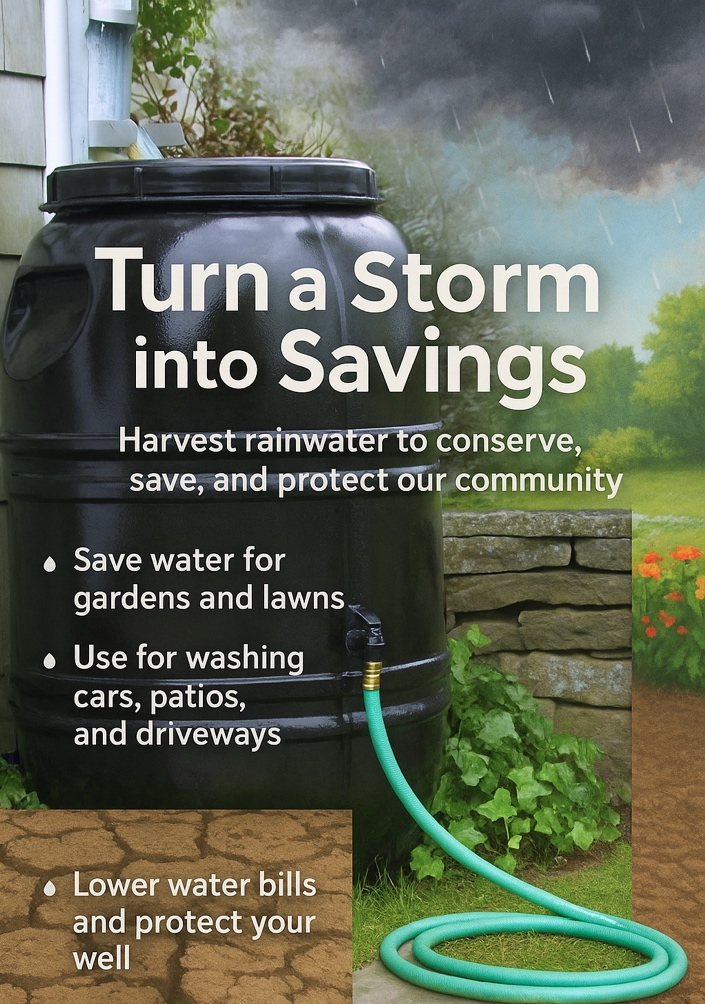 Turn a Storm
into Savings
Harvest rainwater to conserve,
save, and protect our community
Save water for
gardens and lawns
Use for washing
cars, patios,
and driveways
Lower water bills
and protect your
well